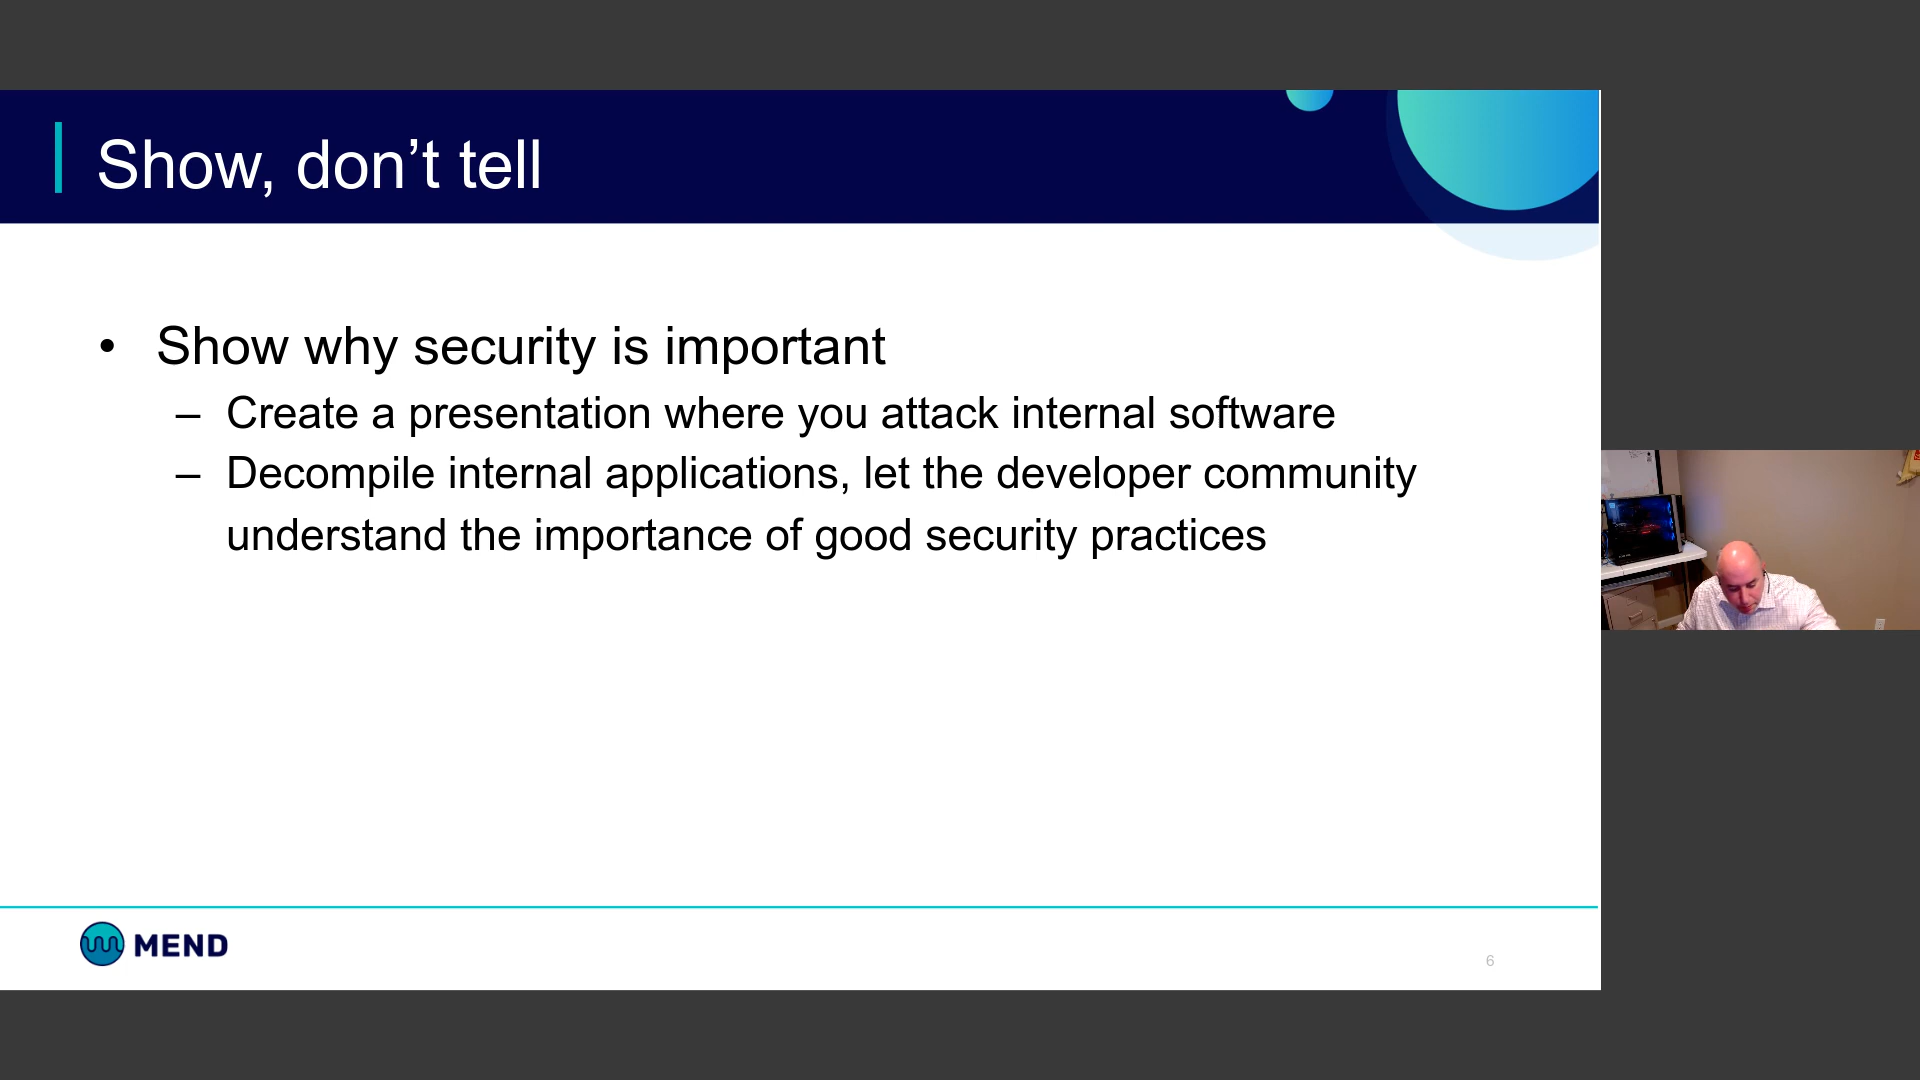 Show, don’t tell
• Show why security is important
– Create a presentation where you attack internal software
– Decompile internal applications, let the developer community
understand the importance of good security practices
MEND
6